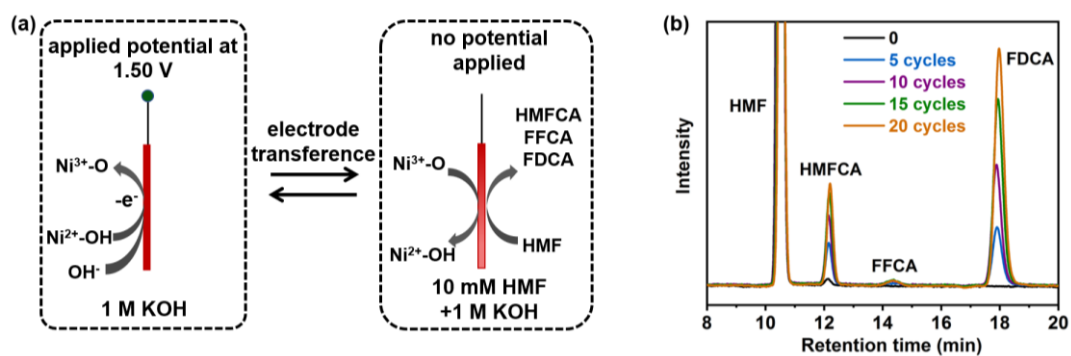 (a)
applied potential at
1.50 V
Ni³⁺-O
-e⁻
Ni²⁺-OH
OH⁻
1 M KOH
electrode
transference
no potential
applied
HMFCA
FFCA
FDCA
Ni³⁺-O
Ni²⁺-OH
HMF
10 mM HMF
+1 M KOH
(b)
0
5 cycles
10 cycles
15 cycles
20 cycles
FDCA
HMF
HMFCA
FFCA
Intensity
8 10 12 14 16 18 20
Retention time (min)